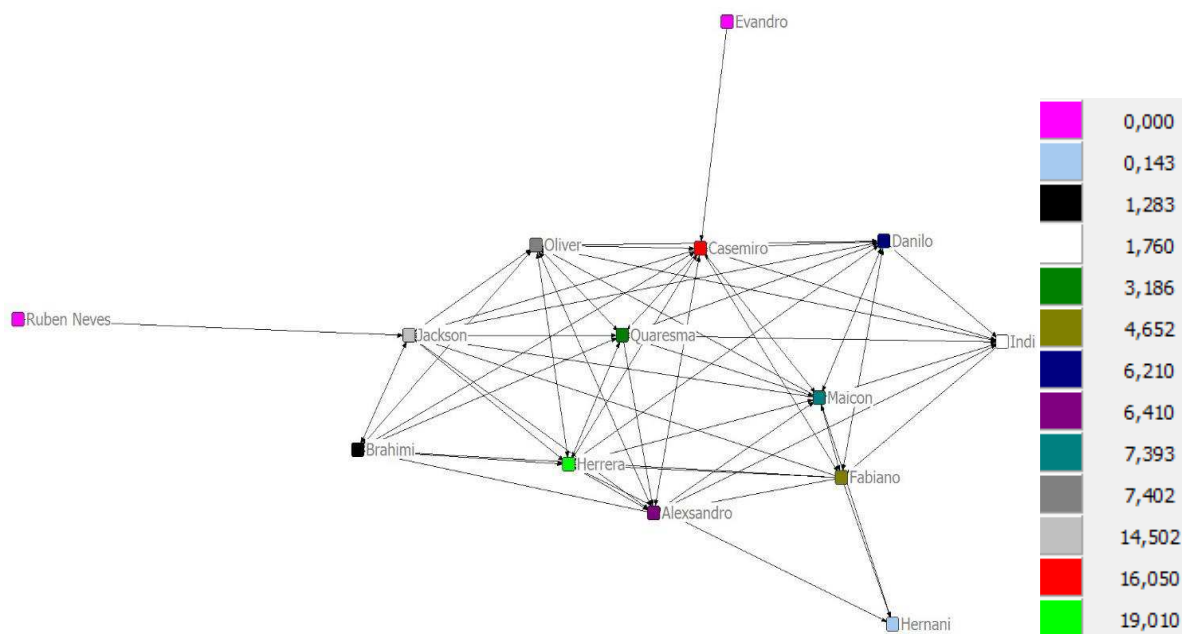 Evandro
Oliver
Casemiro
Danilo
Ruben Neves
Jackson
Quaresma
Indi
Maicon
Brahimi
Herrera
Fabiano
Alexsandro
Hernani
0,000
0,143
1,283
1,760
3,186
4,652
6,210
6,410
7,393
7,402
14,502
16,050
19,010